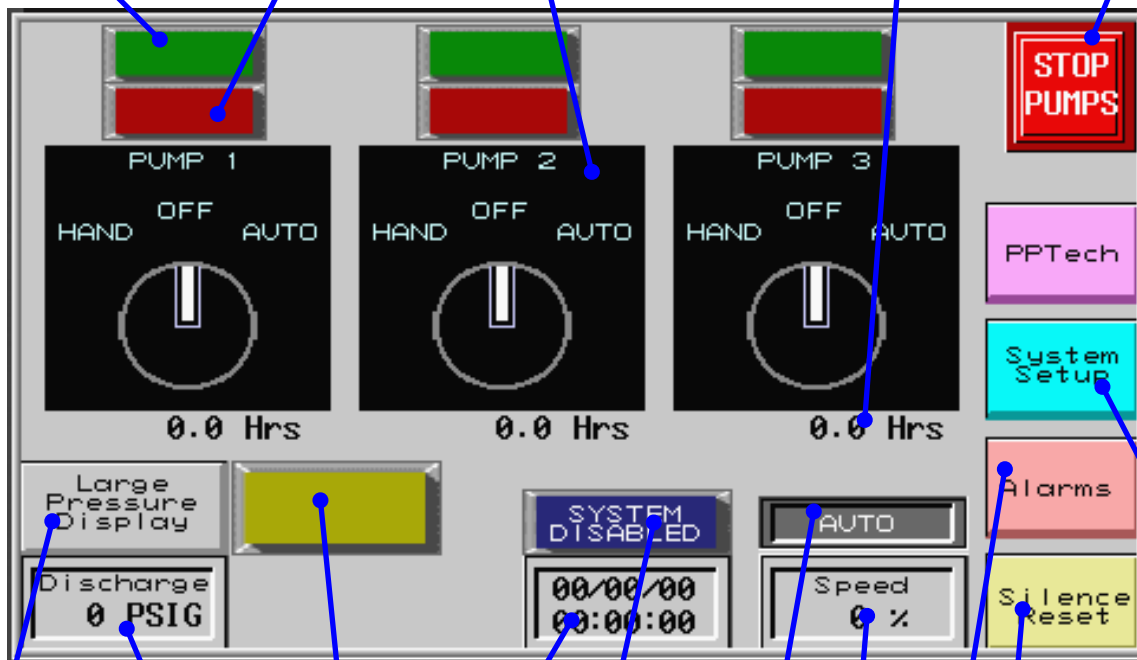 STOP
PUMPS
PUMP 1
OFF
HAND AUTO
0.0 Hrs
PUMP 2
OFF
HAND AUTO
0.0 Hrs
PUMP 3
OFF
HAND AUTO
0.0 Hrs
PPTech
System
Setup
Alarms
Silence
Reset
Large
Pressure
Display
Discharge
0 PSIG
SYSTEM
DISABLED
00/00/00
00:00:00
AUTO
Speed
0 %